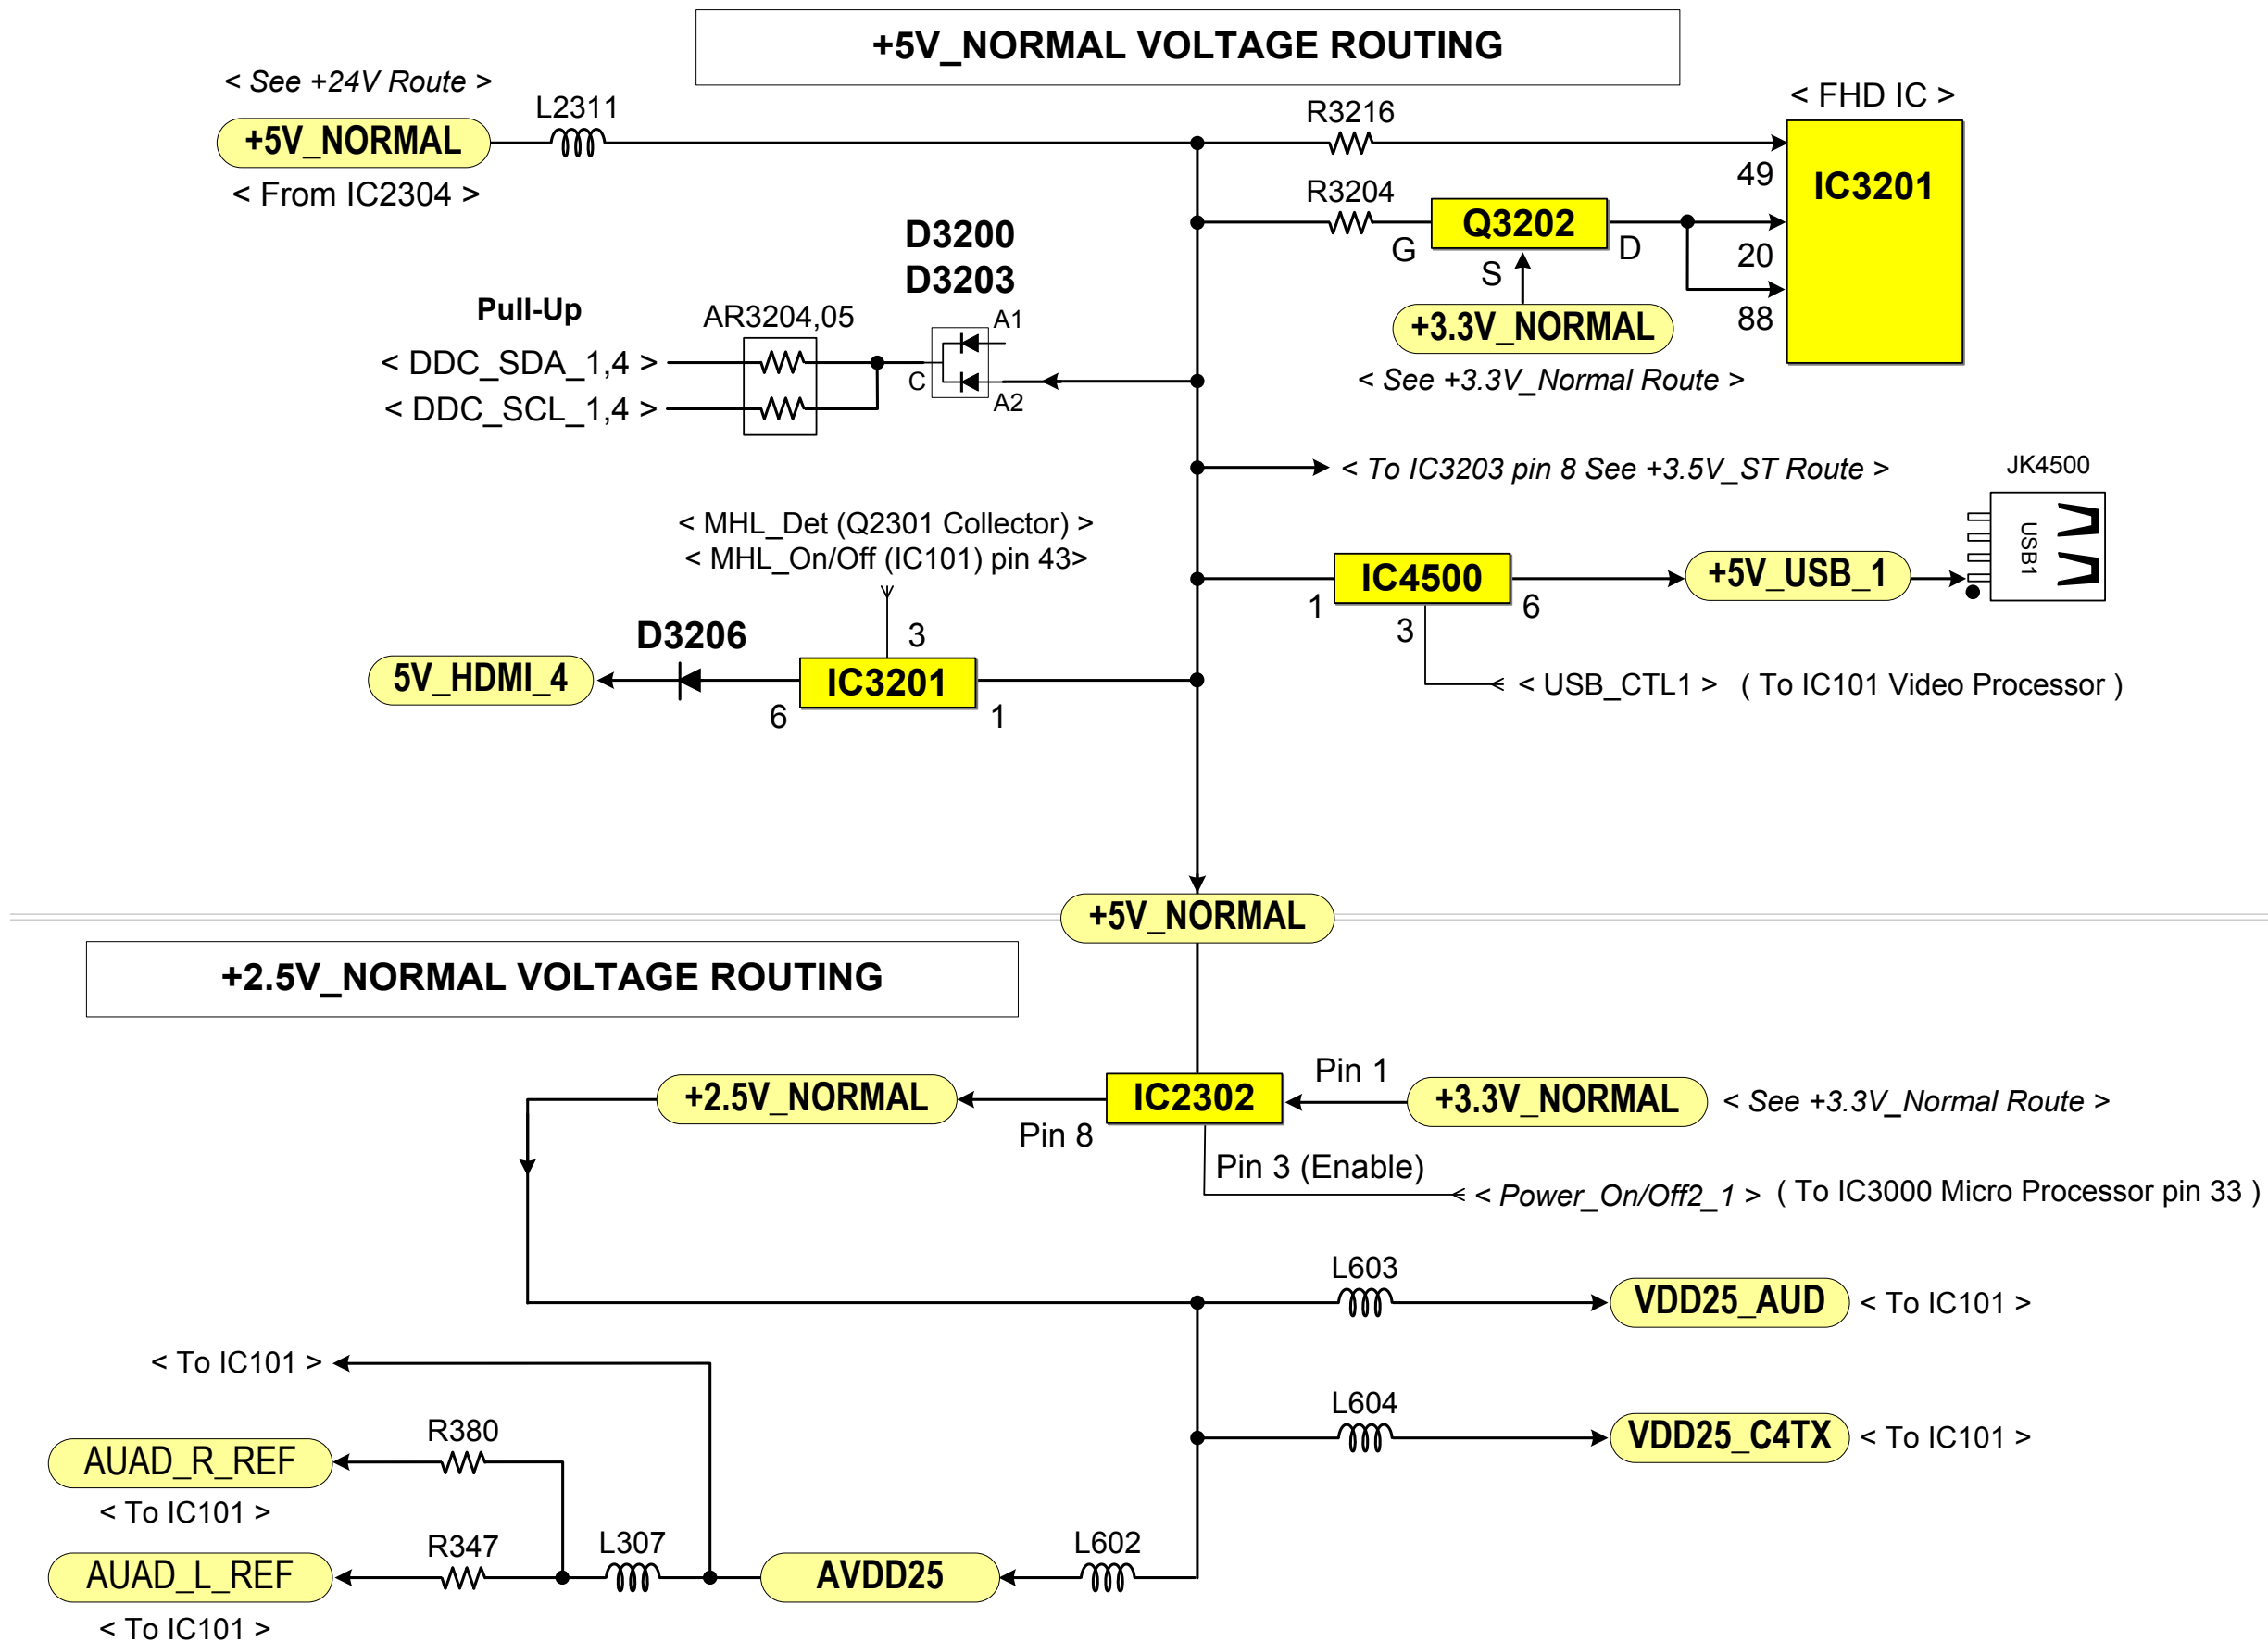 +5V_NORMAL VOLTAGE ROUTING
< See +24V Route >
L2311
+5V_NORMAL
< From IC2304 >
R3216
< FHD IC >
49
IC3201
R3204
Q3202
G
S
D
20
88
+3.3V_NORMAL
< See +3.3V_Normal Route >
D3200
D3203
Pull-Up
AR3204,05
A1
< DDC_SDA_1,4 >
C
< DDC_SCL_1,4 >
A2
< To IC3203 pin 8 See +3.5V_ST Route >
JK4500
USB1
< MHL_Det (Q2301 Collector) >
< MHL_On/Off (IC101) pin 43>
IC4500
+5V_USB_1
1
6
3
< USB_CTL1 > ( To IC101 Video Processor )
D3206
3
5V_HDMI_4
IC3201
6
1
+5V_NORMAL
+2.5V_NORMAL VOLTAGE ROUTING
+2.5V_NORMAL
IC2302
Pin 1
+3.3V_NORMAL
< See +3.3V_Normal Route >
Pin 8
Pin 3 (Enable)
< Power_On/Off2_1 > ( To IC3000 Micro Processor pin 33 )
L603
VDD25_AUD
< To IC101 >
< To IC101 >
L604
VDD25_C4TX
< To IC101 >
R380
AUAD_R_REF
< To IC101 >
R347
L307
L602
AUAD_L_REF
AVDD25
< To IC101 >